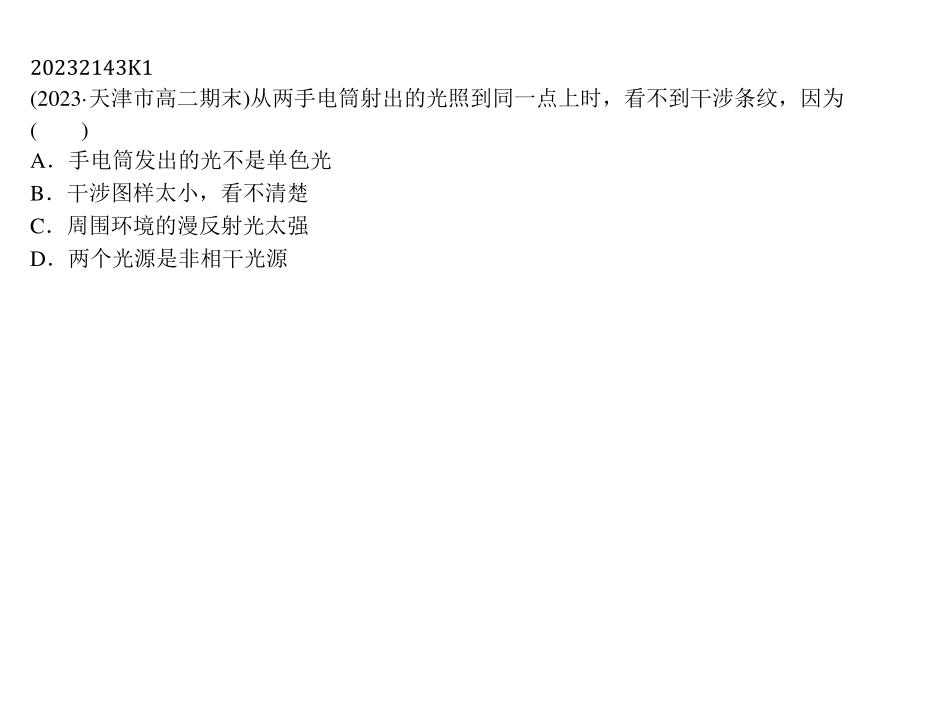 20232143K1
(2023·天津市高二期末)从两手电筒射出的光照到同一点上时，看不到干涉条纹，因为
(　　)
A．手电筒发出的光不是单色光
B．干涉图样太小，看不清楚
C．周围环境的漫反射光太强
D．两个光源是非相干光源